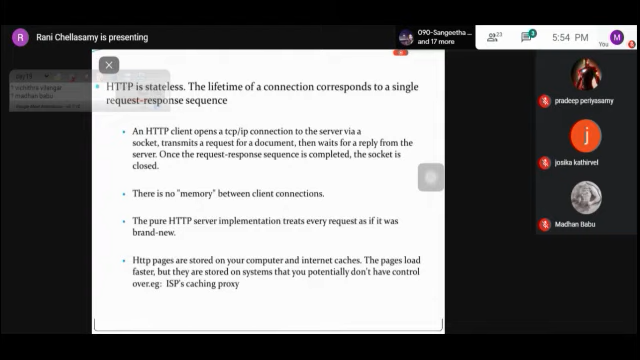 Rani Chellasamy is presenting
090-Sangeetha ...
and 17 more
23
5:54 PM
You
HTTP is stateless. The lifetime of a connection corresponds to a single
request-response sequence
An HTTP client opens a tcp/ip connection to the server via a
socket, transmits a request for a document, then waits for a reply from the
server. Once the request-response sequence is completed, the socket is
closed.
There is no "memory" between client connections.
The pure HTTP server implementation treats every request as if it was
brand-new.
Http pages are stored on your computer and internet caches. The pages load
faster, but they are stored on systems that you potentially don't have control
over.eg: ISP's caching proxy
pradeep periyasamy
josika kathirvel
Madhan Babu
R
M
j
madhan babu